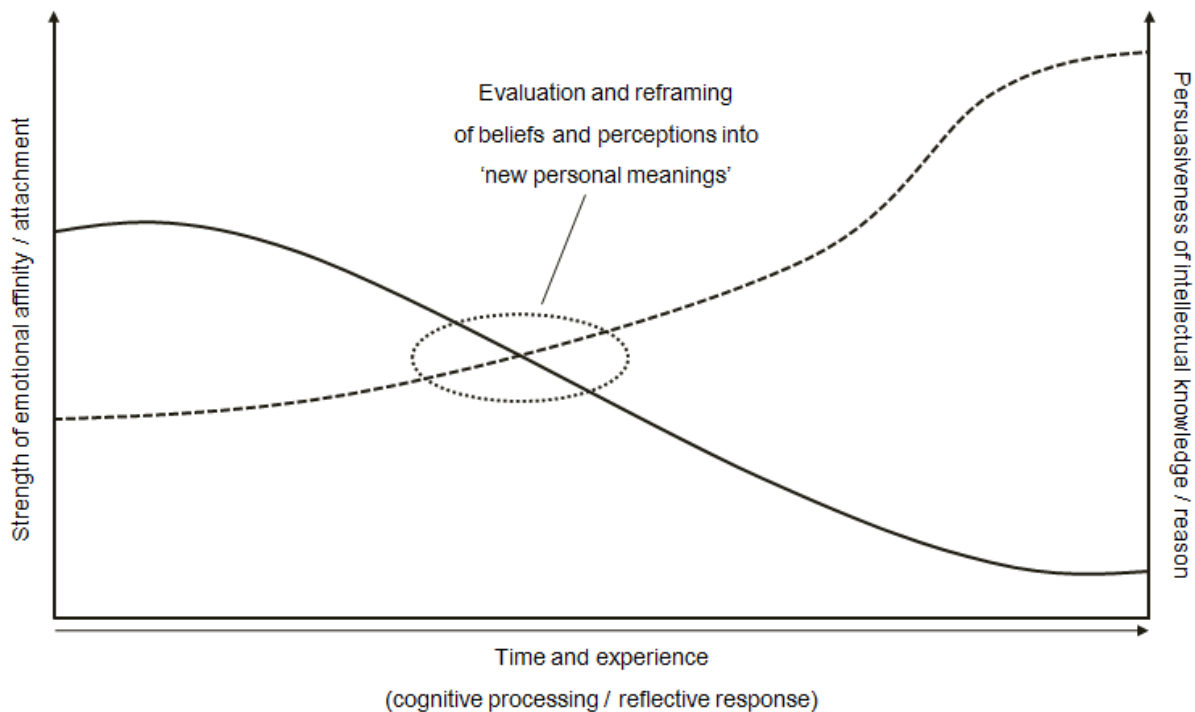 Evaluation and reframing
of beliefs and perceptions into
‘new personal meanings’
Strength of emotional affinity / attachment
Persuasiveness of intellectual knowledge / reason
Time and experience
(cognitive processing / reflective response)